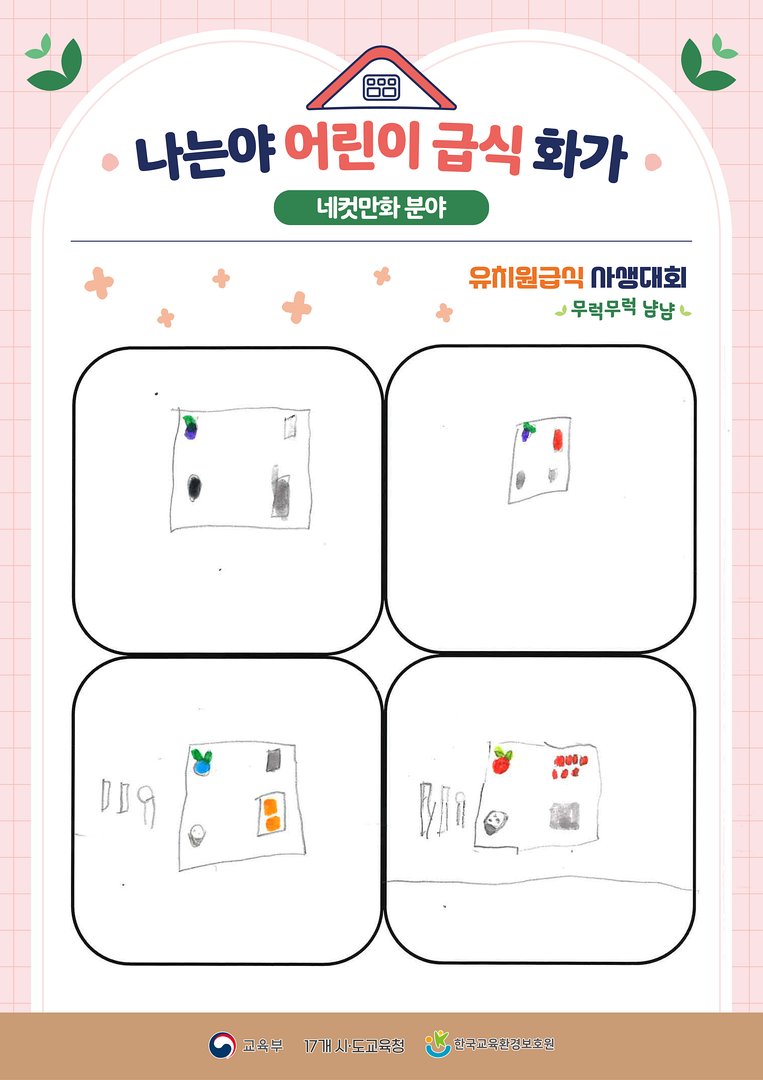 나는야 어린이 급식 화가
네컷만화 분야
유치원급식 사생대회
무럭무럭 냠냠
교육부 17개 시·도교육청 한국교육환경보호원